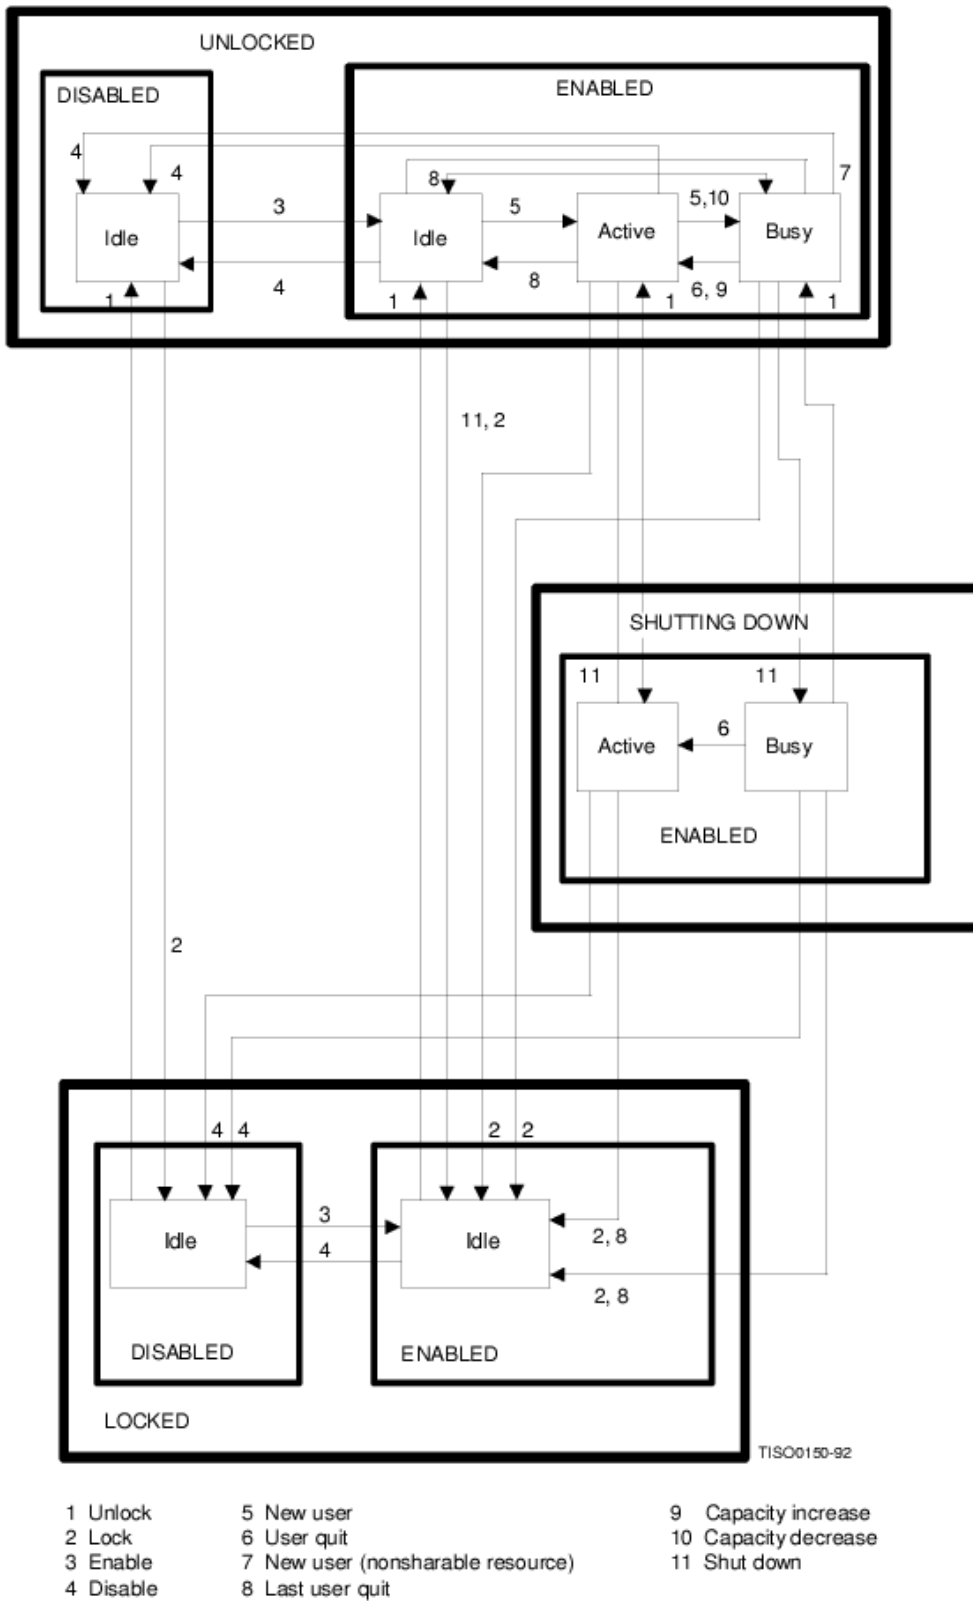 UNLOCKED
DISABLED
ENABLED
4
4
8
7
3
5
5,10
Idle
Idle
Active
Busy
4
8
6, 9
1
1
1
1
11, 2
SHUTTING DOWN
11
11
6
Active
Busy
ENABLED
2
4 4
2 2
3
Idle
4
Idle
2, 8
2, 8
DISABLED
ENABLED
LOCKED
TISO0150-92
1 Unlock
2 Lock
3 Enable
4 Disable
5 New user
6 User quit
7 New user (nonsharable resource)
8 Last user quit
9 Capacity increase
10 Capacity decrease
11 Shut down